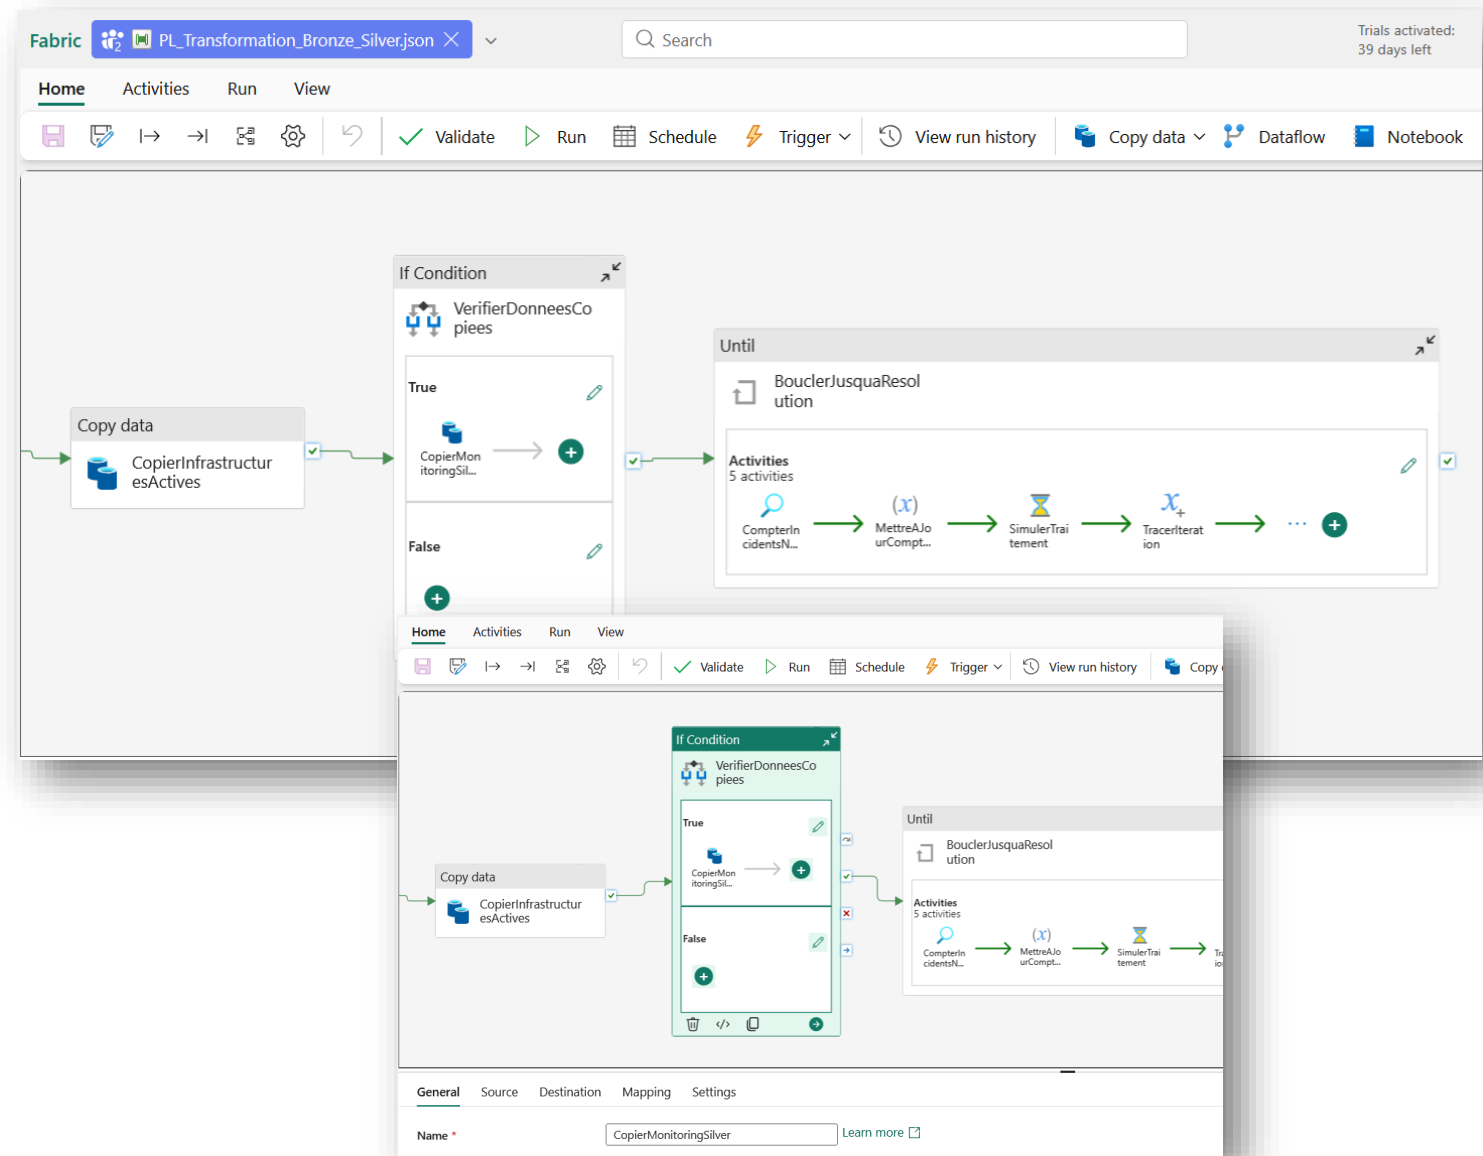 Fabric
2
PL_Transformation_Bronze_Silver.json
Search
Trials activated:
39 days left
Home Activities Run View
Validate Run Schedule Trigger View run history Copy data Dataflow Notebook
If Condition
VerifierDonneesCo
piees
True
CopierMon
itoringSil...
False
Copy data
CopierInfrastructur
esActives
Until
BouclerJusquaResol
ution
Activities
5 activities
CompterIn
cidentsN...
(x)
MettreAJo
urCompt...
SimulerTrai
tement
TracerIterat
ion
...
Home Activities Run View
Validate Run Schedule Trigger View run history Copy
If Condition
VerifierDonneesCo
piees
True
CopierMon
itoringSil...
False
Copy data
CopierInfrastructur
esActives
Until
BouclerJusquaResol
ution
Activities
5 activities
CompterIn
cidentsN...
(x)
MettreAJo
urCompt...
SimulerTrai
tement
General Source Destination Mapping Settings
Name * CopierMonitoringSilver Learn more